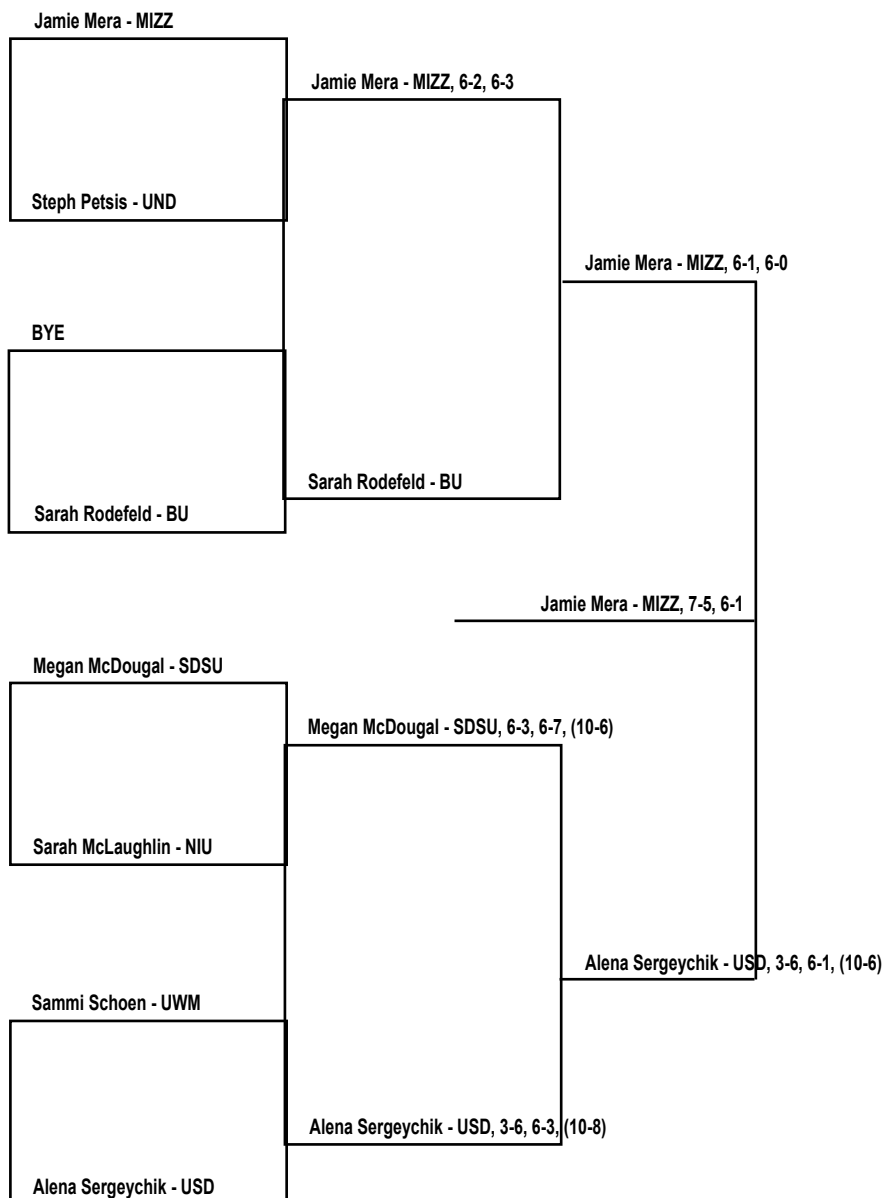 Jamie Mera - MIZZ
Jamie Mera - MIZZ, 6-2, 6-3
Steph Petsis - UND
Jamie Mera - MIZZ, 6-1, 6-0
BYE
Sarah Rodefeld - BU
Sarah Rodefeld - BU
Jamie Mera - MIZZ, 7-5, 6-1
Megan McDougal - SDSU
Megan McDougal - SDSU, 6-3, 6-7, (10-6)
Sarah McLaughlin - NIU
Alena Sergeychik - USD, 3-6, 6-1, (10-6)
Sammi Schoen - UWM
Alena Sergeychik - USD, 3-6, 6-3, (10-8)
Alena Sergeychik - USD